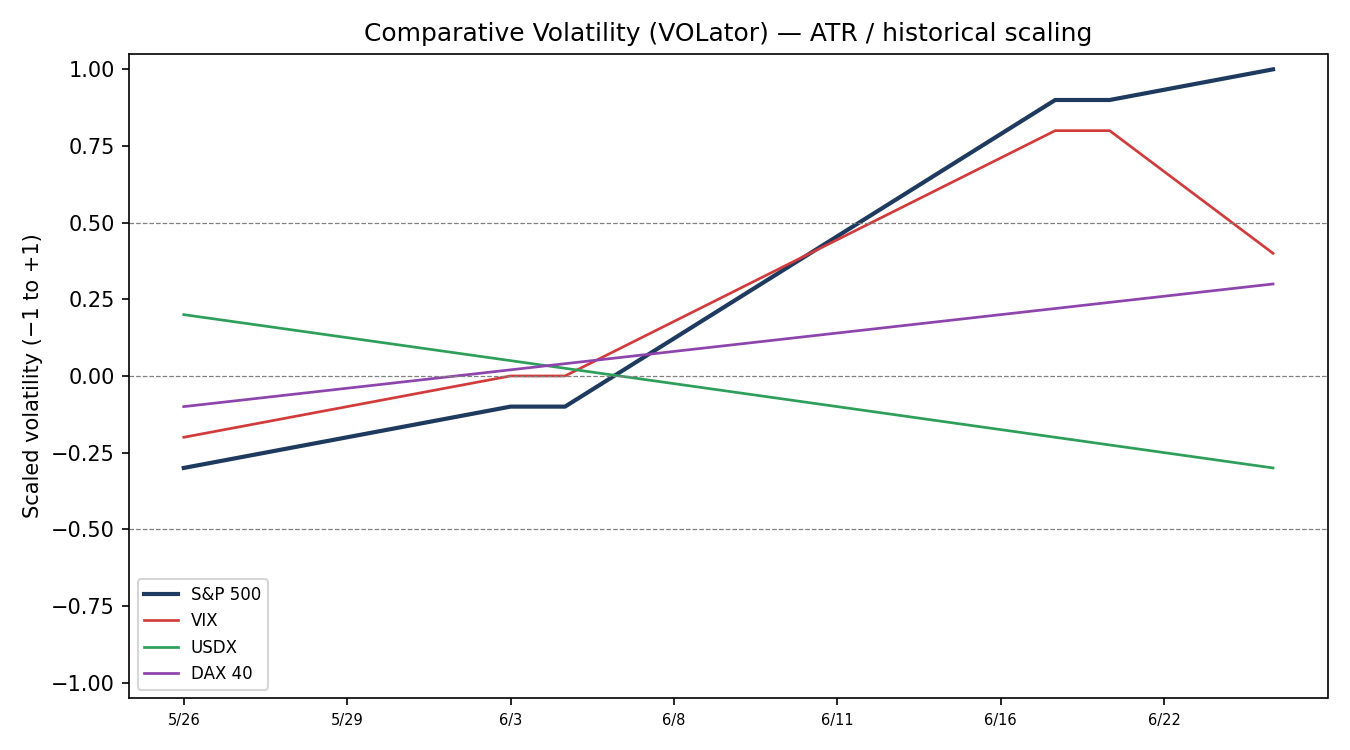 Comparative Volatility (VOLator) — ATR / historical scaling
Scaled volatility (−1 to +1)
1.00
0.75
0.50
0.25
0.00
−0.25
−0.50
−0.75
−1.00
S&P 500
VIX
USDX
DAX 40
5/26 5/29 6/3 6/8 6/11 6/16 6/22